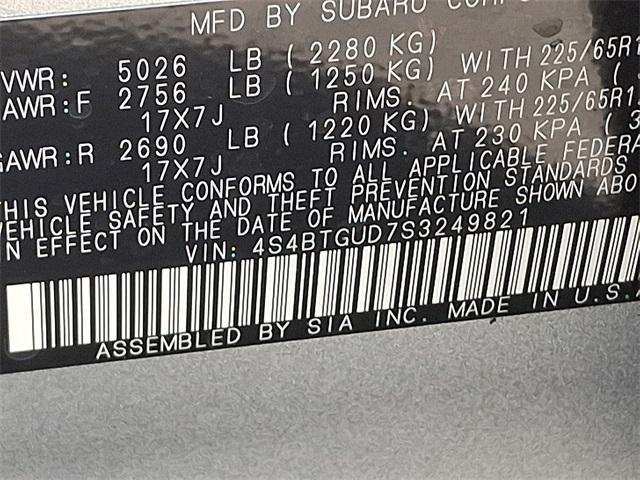 MFD BY SUBARU CORPO
VWR: 5026 LB ( 2280 KG)
AWR:F 2756 LB ( 1250 KG) WITH 225/65R1
17X7J RIMS. AT 240 KPA (
GAWR:R 2690 LB ( 1220 KG) WITH 225/65R1
17X7J RIMS. AT 230 KPA ( 3
THIS VEHICLE CONFORMS TO ALL APPLICABLE FEDERA
VEHICLE SAFETY AND THEFT PREVENTION STANDARDS
N EFFECT ON THE DATE OF MANUFACTURE SHOWN ABO
VIN: 4S4BTGUD7S3249821
ASSEMBLED BY SIA INC. MADE IN U.S.A